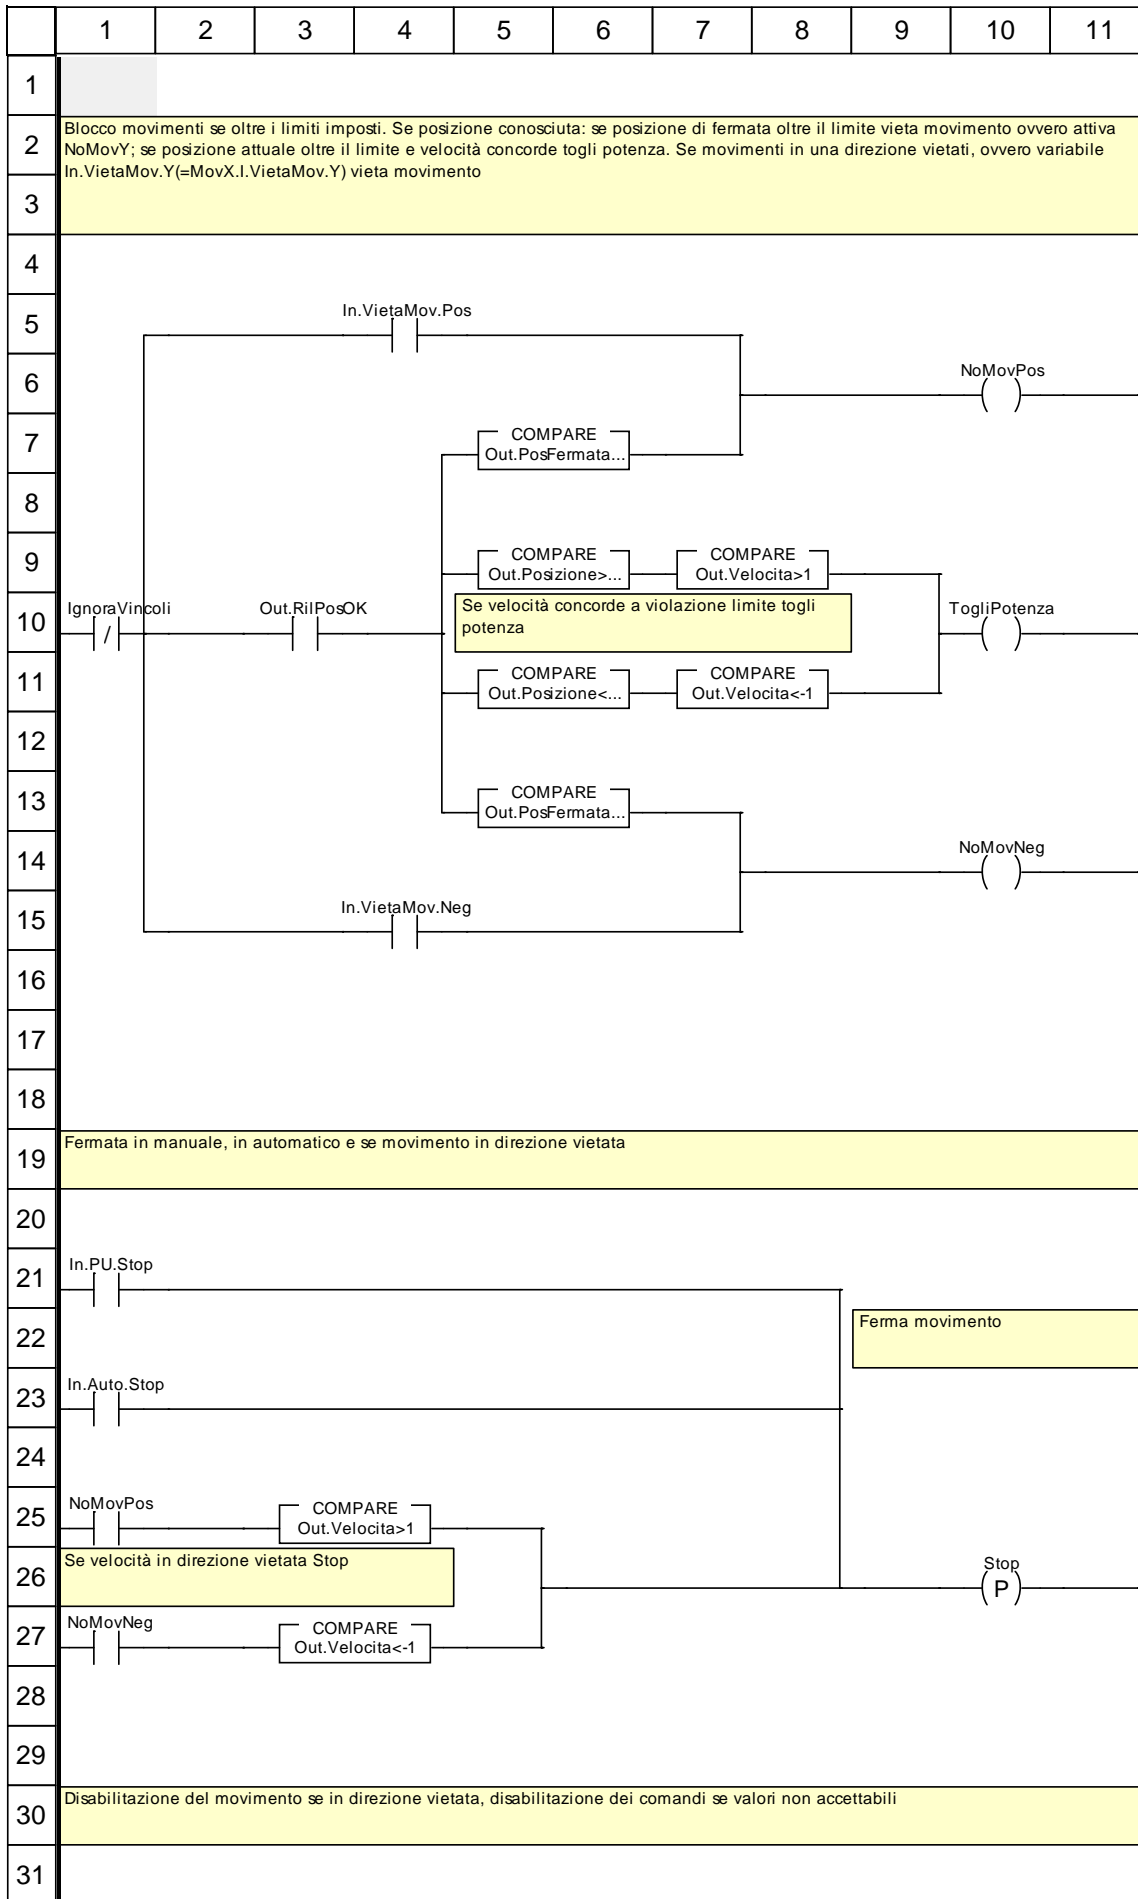 1 2 3 4 5 6 7 8 9 10 11
1
2
3
Blocco movimenti se oltre i limiti imposti. Se posizione conosciuta: se posizione di fermata oltre il limite vieta movimento ovvero attiva
NoMovY; se posizione attuale oltre il limite e velocità concorde togli potenza. Se movimenti in una direzione vietati, ovvero variabile
In.VietaMov.Y(=MovX.I.VietaMov.Y) vieta movimento
4
5
In.VietaMov.Pos
6
NoMovPos
7
COMPARE
Out.PosFermata...
8
9
COMPARE
Out.Posizione>...
COMPARE
Out.Velocita>1
10
IgnoraVincoli
Out.RilPosOK
Se velocità concorde a violazione limite togli
potenza
TogliPotenza
11
COMPARE
Out.Posizione<...
COMPARE
Out.Velocita<-1
12
13
COMPARE
Out.PosFermata...
14
NoMovNeg
15
In.VietaMov.Neg
16
17
18
19
Fermata in manuale, in automatico e se movimento in direzione vietata
20
21
In.PU.Stop
22
Ferma movimento
23
In.Auto.Stop
24
25
NoMovPos
COMPARE
Out.Velocita>1
26
Se velocità in direzione vietata Stop
Stop
P
27
NoMovNeg
COMPARE
Out.Velocita<-1
28
29
30
Disabilitazione del movimento se in direzione vietata, disabilitazione dei comandi se valori non accettabili
31